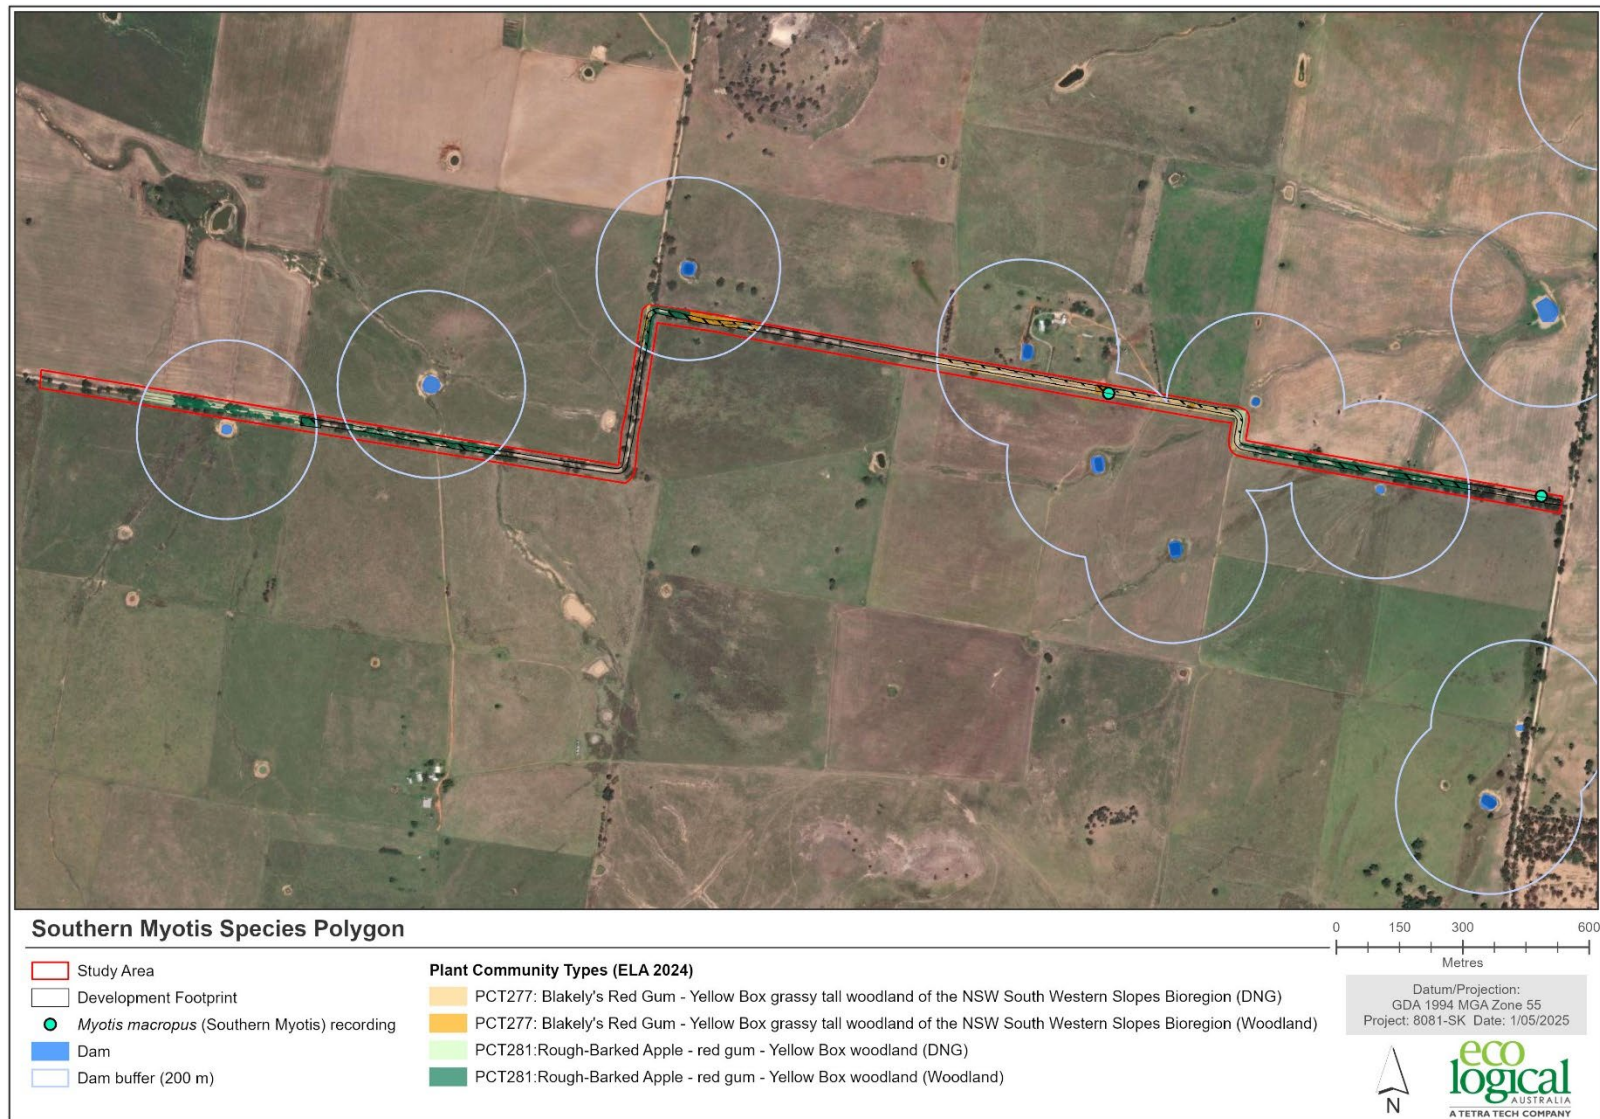 Southern Myotis Species Polygon
Study Area
Development Footprint
Myotis macropus (Southern Myotis) recording
Dam
Dam buffer (200 m)
Plant Community Types (ELA 2024)
PCT277: Blakely's Red Gum - Yellow Box grassy tall woodland of the NSW South Western Slopes Bioregion (DNG)
PCT277: Blakely's Red Gum - Yellow Box grassy tall woodland of the NSW South Western Slopes Bioregion (Woodland)
PCT281:Rough-Barked Apple - red gum - Yellow Box woodland (DNG)
PCT281:Rough-Barked Apple - red gum - Yellow Box woodland (Woodland)
0 150 300 600
Metres
Datum/Projection:
GDA 1994 MGA Zone 55
Project: 8081-SK Date: 1/05/2025
N
eco
logical
AUSTRALIA
A TETRA TECH COMPANY